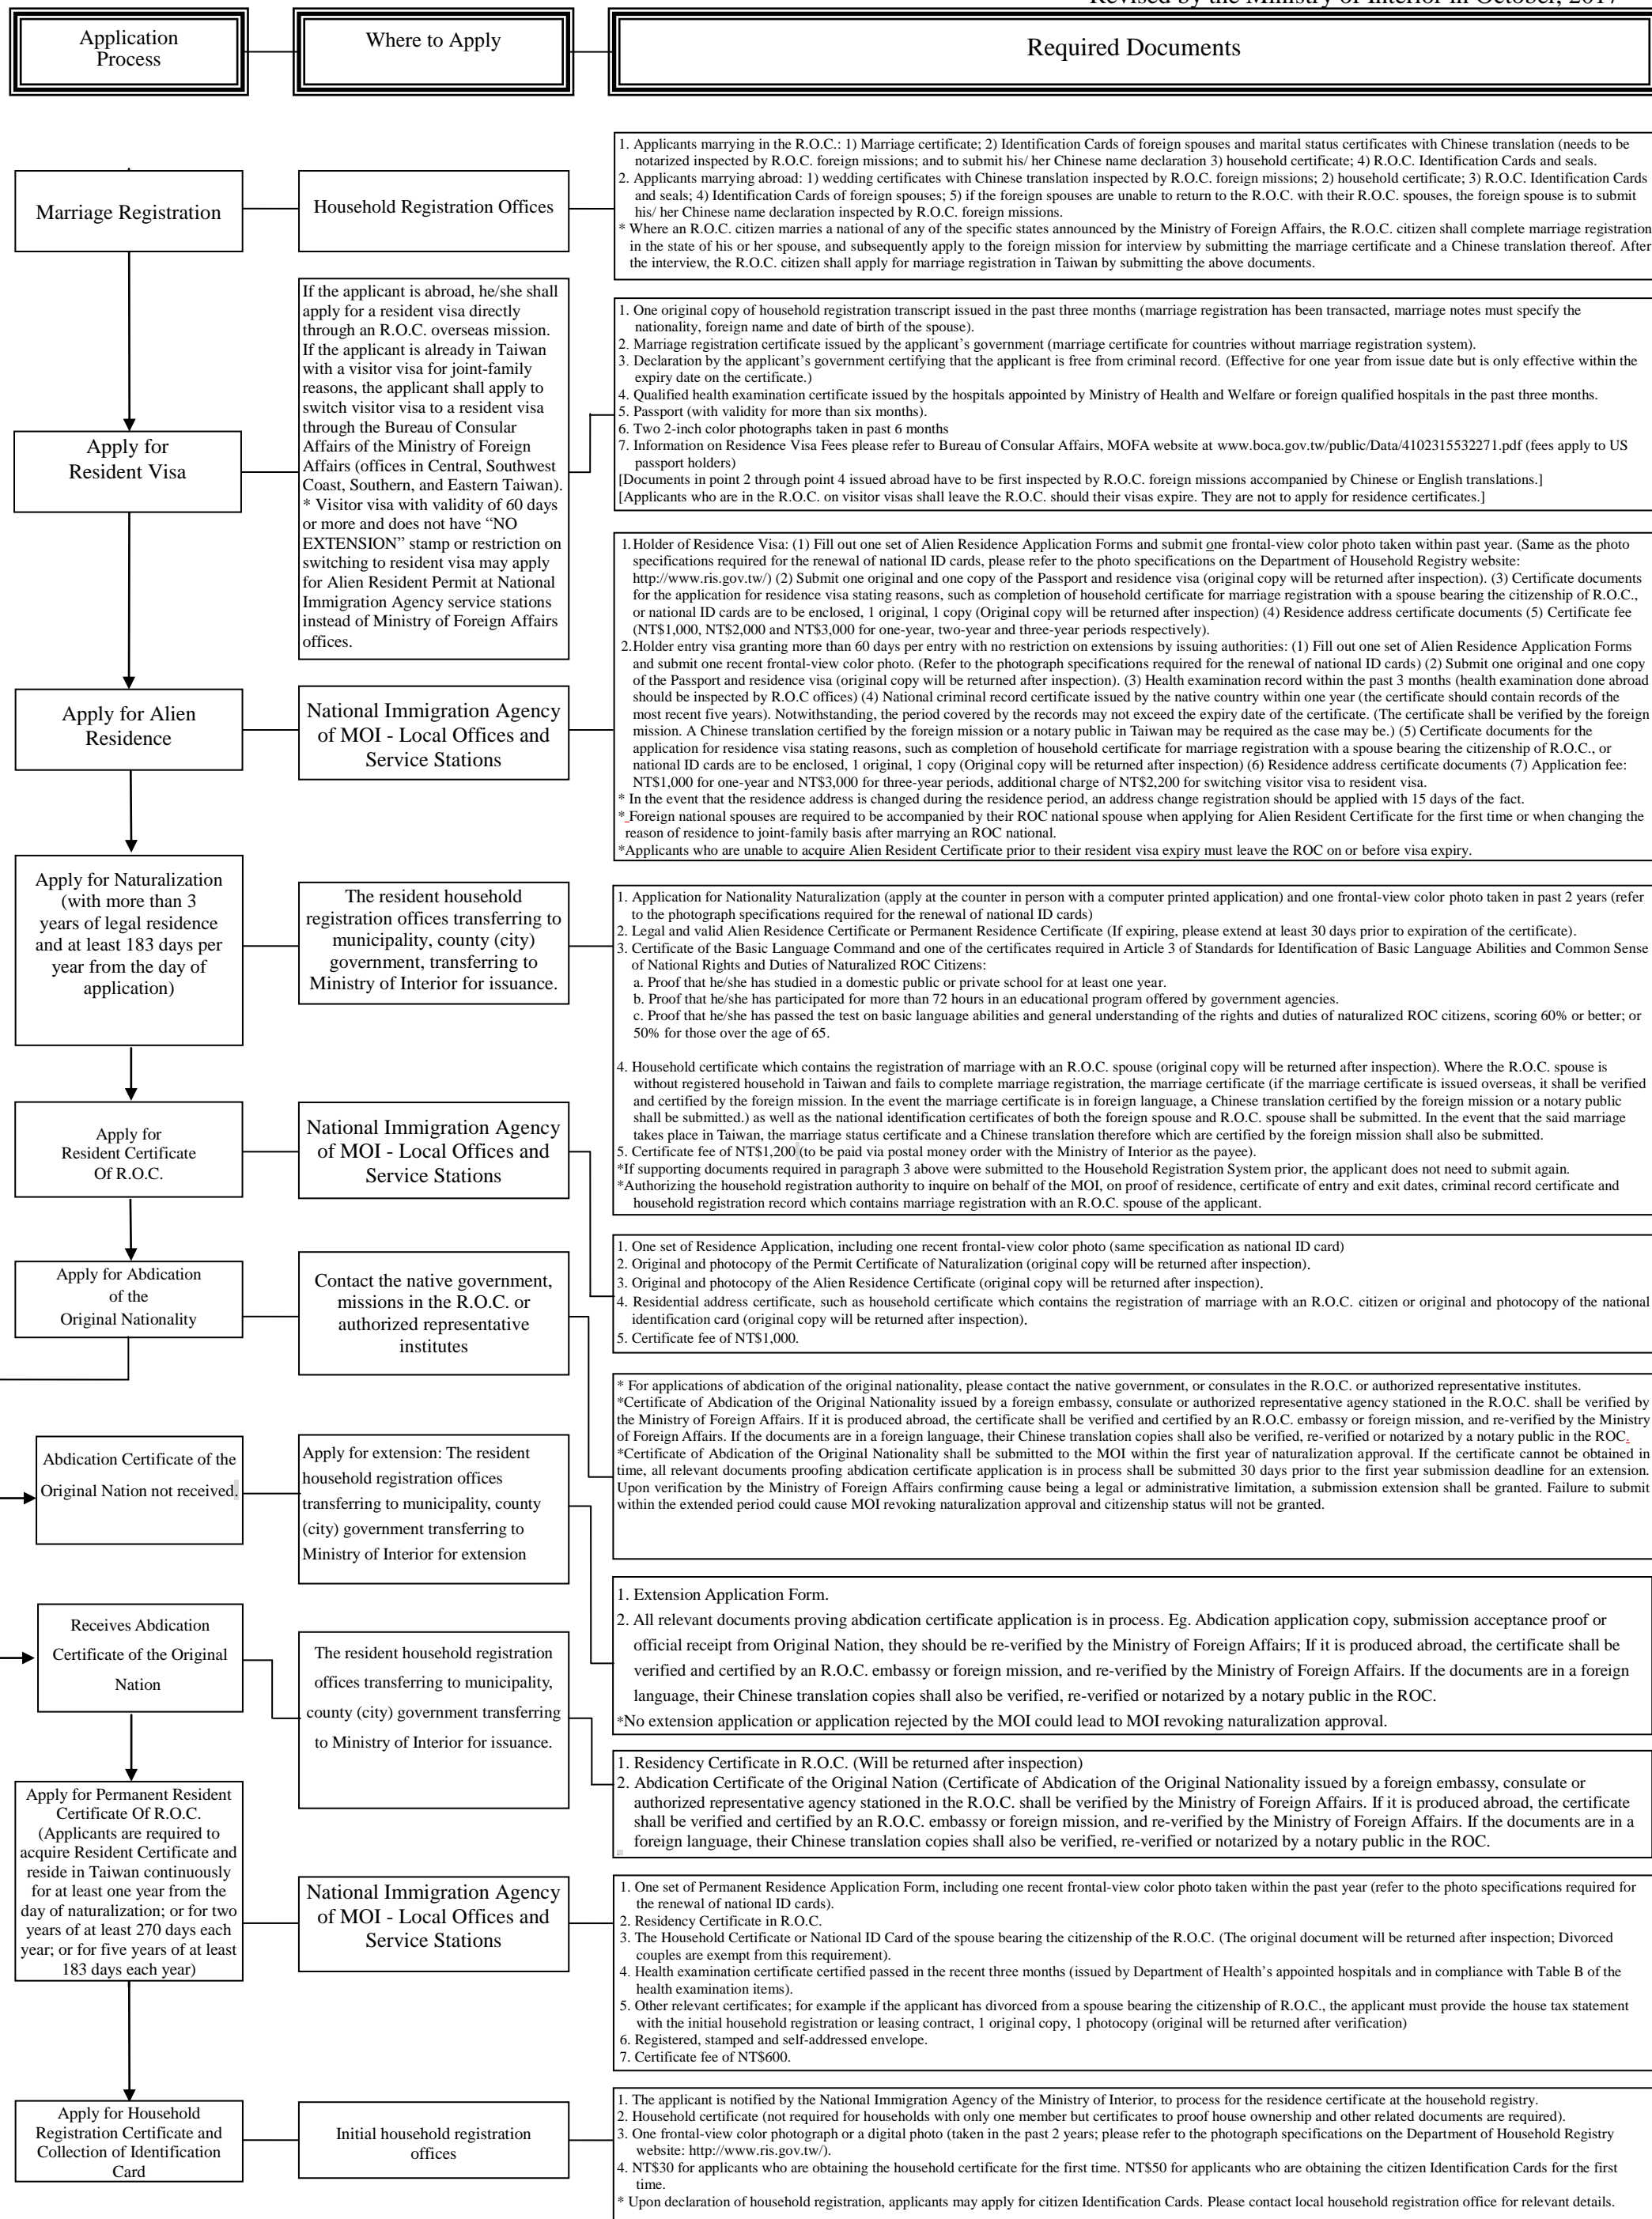 Revised by the Ministry of Interior in October, 2017
Application
Process
Where to Apply
Required Documents
Marriage Registration
Household Registration Offices
1. Applicants marrying in the R.O.C.: 1) Marriage certificate; 2) Identification Cards of foreign spouses and marital status certificates with Chinese translation (needs to be
notarized inspected by R.O.C. foreign missions; and to submit his/ her Chinese name declaration 3) household certificate; 4) R.O.C. Identification Cards and seals.
2. Applicants marrying abroad: 1) wedding certificates with Chinese translation inspected by R.O.C. foreign missions; 2) household certificate; 3) R.O.C. Identification Cards
and seals; 4) Identification Cards of foreign spouses; 5) if the foreign spouses are unable to return to the R.O.C. with their R.O.C. spouses, the foreign spouse is to submit
his/ her Chinese name declaration inspected by R.O.C. foreign missions.
* Where an R.O.C. citizen marries a national of any of the specific states announced by the Ministry of Foreign Affairs, the R.O.C. citizen shall complete marriage registration
in the state of his or her spouse, and subsequently apply to the foreign mission for interview by submitting the marriage certificate and a Chinese translation thereof. After
the interview, the R.O.C. citizen shall apply for marriage registration in Taiwan by submitting the above documents.
Apply for
Resident Visa
If the applicant is abroad, he/she shall
apply for a resident visa directly
through an R.O.C. overseas mission.
If the applicant is already in Taiwan
with a visitor visa for joint-family
reasons, the applicant shall apply to
switch visitor visa to a resident visa
through the Bureau of Consular
Affairs of the Ministry of Foreign
Affairs (offices in Central, Southwest
Coast, Southern, and Eastern Taiwan).
* Visitor visa with validity of 60 days
or more and does not have “NO
EXTENSION” stamp or restriction on
switching to resident visa may apply
for Alien Resident Permit at National
Immigration Agency service stations
instead of Ministry of Foreign Affairs
offices.
1. One original copy of household registration transcript issued in the past three months (marriage registration has been transacted, marriage notes must specify the
nationality, foreign name and date of birth of the spouse).
2. Marriage registration certificate issued by the applicant’s government (marriage certificate for countries without marriage registration system).
3. Declaration by the applicant’s government certifying that the applicant is free from criminal record. (Effective for one year from issue date but is only effective within the
expiry date on the certificate.)
4. Qualified health examination certificate issued by the hospitals appointed by Ministry of Health and Welfare or foreign qualified hospitals in the past three months.
5. Passport (with validity for more than six months).
6. Two 2-inch color photographs taken in past 6 months
7. Information on Residence Visa Fees please refer to Bureau of Consular Affairs, MOFA website at www.boca.gov.tw/public/Data/4102315532271.pdf (fees apply to US
passport holders)
[Documents in point 2 through point 4 issued abroad have to be first inspected by R.O.C. foreign missions accompanied by Chinese or English translations.]
[Applicants who are in the R.O.C. on visitor visas shall leave the R.O.C. should their visas expire. They are not to apply for residence certificates.]
Apply for Alien
Residence
National Immigration Agency
of MOI - Local Offices and
Service Stations
1.Holder of Residence Visa: (1) Fill out one set of Alien Residence Application Forms and submit one frontal-view color photo taken within past year. (Same as the photo
specifications required for the renewal of national ID cards, please refer to the photo specifications on the Department of Household Registry website:
http://www.ris.gov.tw/) (2) Submit one original and one copy of the Passport and residence visa (original copy will be returned after inspection). (3) Certificate documents
for the application for residence visa stating reasons, such as completion of household certificate for marriage registration with a spouse bearing the citizenship of R.O.C.,
or national ID cards are to be enclosed, 1 original, 1 copy (Original copy will be returned after inspection) (4) Residence address certificate documents (5) Certificate fee
(NT$1,000, NT$2,000 and NT$3,000 for one-year, two-year and three-year periods respectively).
2.Holder entry visa granting more than 60 days per entry with no restriction on extensions by issuing authorities: (1) Fill out one set of Alien Residence Application Forms
and submit one recent frontal-view color photo. (Refer to the photograph specifications required for the renewal of national ID cards) (2) Submit one original and one copy
of the Passport and residence visa (original copy will be returned after inspection). (3) Health examination record within the past 3 months (health examination done abroad
should be inspected by R.O.C offices) (4) National criminal record certificate issued by the native country within one year (the certificate should contain records of the
most recent five years). Notwithstanding, the period covered by the records may not exceed the expiry date of the certificate. (The certificate shall be verified by the foreign
mission. A Chinese translation certified by the foreign mission or a notary public in Taiwan may be required as the case may be.) (5) Certificate documents for the
application for residence visa stating reasons, such as completion of household certificate for marriage registration with a spouse bearing the citizenship of R.O.C., or
national ID cards are to be enclosed, 1 original, 1 copy (Original copy will be returned after inspection) (6) Residence address certificate documents (7) Application fee:
NT$1,000 for one-year and NT$3,000 for three-year periods, additional charge of NT$2,200 for switching visitor visa to resident visa.
* In the event that the residence address is changed during the residence period, an address change registration should be applied with 15 days of the fact.
* Foreign national spouses are required to be accompanied by their ROC national spouse when applying for Alien Resident Certificate for the first time or when changing the
reason of residence to joint-family basis after marrying an ROC national.
*Applicants who are unable to acquire Alien Resident Certificate prior to their resident visa expiry must leave the ROC on or before visa expiry.
Apply for Naturalization
(with more than 3
years of legal residence
and at least 183 days per
year from the day of
application)
The resident household
registration offices transferring to
municipality, county (city)
government, transferring to
Ministry of Interior for issuance.
1. Application for Nationality Naturalization (apply at the counter in person with a computer printed application) and one frontal-view color photo taken in past 2 years (refer
to the photograph specifications required for the renewal of national ID cards)
2. Legal and valid Alien Residence Certificate or Permanent Residence Certificate (If expiring, please extend at least 30 days prior to expiration of the certificate).
3. Certificate of the Basic Language Command and one of the certificates required in Article 3 of Standards for Identification of Basic Language Abilities and Common Sense
of National Rights and Duties of Naturalized ROC Citizens:
a. Proof that he/she has studied in a domestic public or private school for at least one year.
b. Proof that he/she has participated for more than 72 hours in an educational program offered by government agencies.
c. Proof that he/she has passed the test on basic language abilities and general understanding of the rights and duties of naturalized ROC citizens, scoring 60% or better; or
50% for those over the age of 65.
4. Household certificate which contains the registration of marriage with an R.O.C. spouse (original copy will be returned after inspection). Where the R.O.C. spouse is
without registered household in Taiwan and fails to complete marriage registration, the marriage certificate (if the marriage certificate is issued overseas, it shall be verified
and certified by the foreign mission. In the event the marriage certificate is in foreign language, a Chinese translation certified by the foreign mission or a notary public
shall be submitted.) as well as the national identification certificates of both the foreign spouse and R.O.C. spouse shall be submitted. In the event that the said marriage
takes place in Taiwan, the marriage status certificate and a Chinese translation therefore which are certified by the foreign mission shall also be submitted.
5. Certificate fee of NT$1,200 (to be paid via postal money order with the Ministry of Interior as the payee).
*If supporting documents required in paragraph 3 above were submitted to the Household Registration System prior, the applicant does not need to submit again.
*Authorizing the household registration authority to inquire on behalf of the MOI, on proof of residence, certificate of entry and exit dates, criminal record certificate and
household registration record which contains marriage registration with an R.O.C. spouse of the applicant.
Apply for
Resident Certificate
Of R.O.C.
National Immigration Agency
of MOI - Local Offices and
Service Stations
1. One set of Residence Application, including one recent frontal-view color photo (same specification as national ID card)
2. Original and photocopy of the Permit Certificate of Naturalization (original copy will be returned after inspection).
3. Original and photocopy of the Alien Residence Certificate (original copy will be returned after inspection).
4. Residential address certificate, such as household certificate which contains the registration of marriage with an R.O.C. citizen or original and photocopy of the national
identification card (original copy will be returned after inspection).
5. Certificate fee of NT$1,000.
Apply for Abdication
of the
Original Nationality
Contact the native government,
missions in the R.O.C. or
authorized representative
institutes
* For applications of abdication of the original nationality, please contact the native government, or consulates in the R.O.C. or authorized representative institutes.
*Certificate of Abdication of the Original Nationality issued by a foreign embassy, consulate or authorized representative agency stationed in the R.O.C. shall be verified by
the Ministry of Foreign Affairs. If it is produced abroad, the certificate shall be verified and certified by an R.O.C. embassy or foreign mission, and re-verified by the Ministry
of Foreign Affairs. If the documents are in a foreign language, their Chinese translation copies shall also be verified, re-verified or notarized by a notary public in the ROC.
*Certificate of Abdication of the Original Nationality shall be submitted to the MOI within the first year of naturalization approval. If the certificate cannot be obtained in
time, all relevant documents proofing abdication certificate application is in process shall be submitted 30 days prior to the first year submission deadline for an extension.
Upon verification by the Ministry of Foreign Affairs confirming cause being a legal or administrative limitation, a submission extension shall be granted. Failure to submit
within the extended period could cause MOI revoking naturalization approval and citizenship status will not be granted.
Abdication Certificate of the
Original Nation not received.
Apply for extension: The resident
household registration offices
transferring to municipality, county
(city) government transferring to
Ministry of Interior for extension
1. Extension Application Form.
2. All relevant documents proving abdication certificate application is in process. Eg. Abdication application copy, submission acceptance proof or
official receipt from Original Nation, they should be re-verified by the Ministry of Foreign Affairs; If it is produced abroad, the certificate shall be
verified and certified by an R.O.C. embassy or foreign mission, and re-verified by the Ministry of Foreign Affairs. If the documents are in a foreign
language, their Chinese translation copies shall also be verified, re-verified or notarized by a notary public in the ROC.
*No extension application or application rejected by the MOI could lead to MOI revoking naturalization approval.
Receives Abdication
Certificate of the Original
Nation
The resident household registration
offices transferring to municipality,
county (city) government transferring
to Ministry of Interior for issuance.
1. Residency Certificate in R.O.C. (Will be returned after inspection)
2. Abdication Certificate of the Original Nation (Certificate of Abdication of the Original Nationality issued by a foreign embassy, consulate or
authorized representative agency stationed in the R.O.C. shall be verified by the Ministry of Foreign Affairs. If it is produced abroad, the certificate
shall be verified and certified by an R.O.C. embassy or foreign mission, and re-verified by the Ministry of Foreign Affairs. If the documents are in a
foreign language, their Chinese translation copies shall also be verified, re-verified or notarized by a notary public in the ROC.
Apply for Permanent Resident
Certificate Of R.O.C.
(Applicants are required to
acquire Resident Certificate and
reside in Taiwan continuously
for at least one year from the
day of naturalization; or for two
years of at least 270 days each
year; or for five years of at least
183 days each year)
National Immigration Agency
of MOI - Local Offices and
Service Stations
1. One set of Permanent Residence Application Form, including one recent frontal-view color photo taken within the past year (refer to the photo specifications required for
the renewal of national ID cards).
2. Residency Certificate in R.O.C.
3. The Household Certificate or National ID Card of the spouse bearing the citizenship of the R.O.C. (The original document will be returned after inspection; Divorced
couples are exempt from this requirement).
4. Health examination certificate certified passed in the recent three months (issued by Department of Health’s appointed hospitals and in compliance with Table B of the
health examination items).
5. Other relevant certificates; for example if the applicant has divorced from a spouse bearing the citizenship of R.O.C., the applicant must provide the house tax statement
with the initial household registration or leasing contract, 1 original copy, 1 photocopy (original will be returned after verification)
6. Registered, stamped and self-addressed envelope.
7. Certificate fee of NT$600.
Apply for Household
Registration Certificate and
Collection of Identification
Card
Initial household registration
offices
1. The applicant is notified by the National Immigration Agency of the Ministry of Interior, to process for the residence certificate at the household registry.
2. Household certificate (not required for households with only one member but certificates to proof house ownership and other related documents are required).
3. One frontal-view color photograph or a digital photo (taken in the past 2 years; please refer to the photograph specifications on the Department of Household Registry
website: http://www.ris.gov.tw/).
4. NT$30 for applicants who are obtaining the household certificate for the first time. NT$50 for applicants who are obtaining the citizen Identification Cards for the first
time.
* Upon declaration of household registration, applicants may apply for citizen Identification Cards. Please contact local household registration office for relevant details.